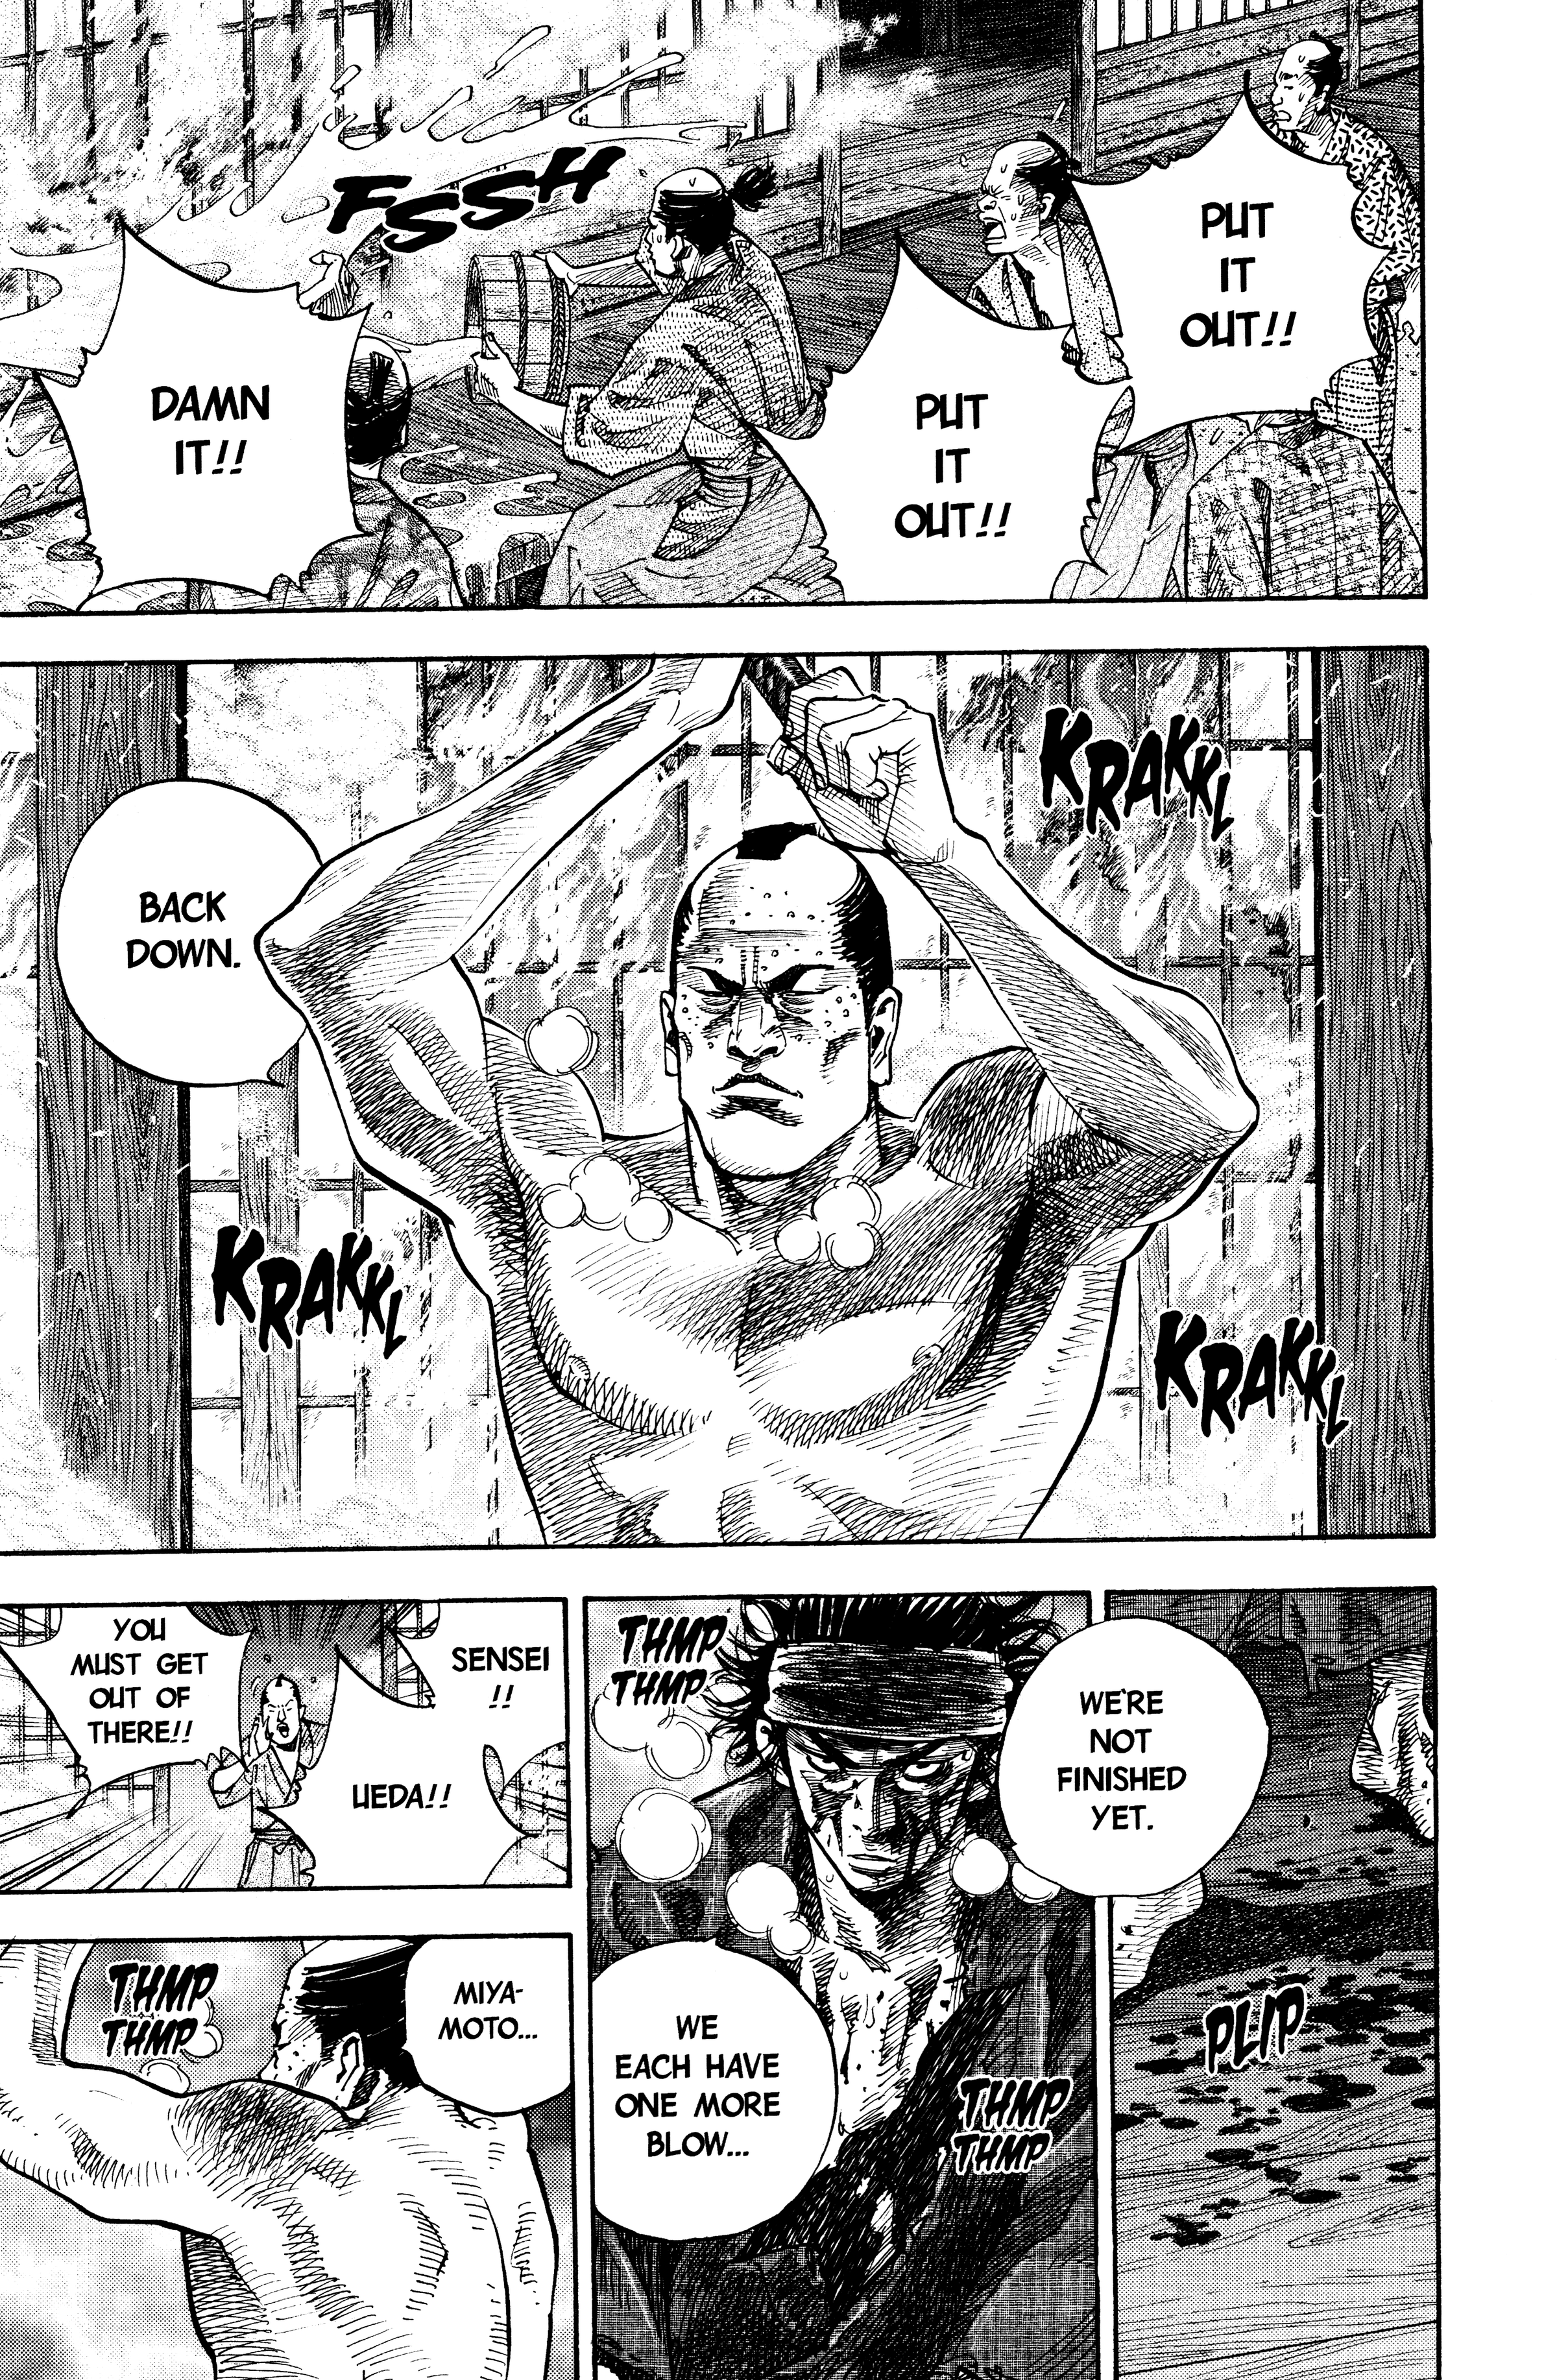 PUT
IT
OUT!!
PUT
IT
OUT!!
FSSH
DAMN
IT!!
KRAKKL
BACK
DOWN.
KRAKKL
KRAKKL
PLIP
WE'RE
NOT
FINISHED
YET.
THMP
THMP
WE
EACH HAVE
ONE MORE
BLOW...
THMP
THMP
SENSEI
!!
UEDA!!
YOU
MUST GET
OUT OF
THERE!!
MIYA-
MOTO...
THMP
THMP